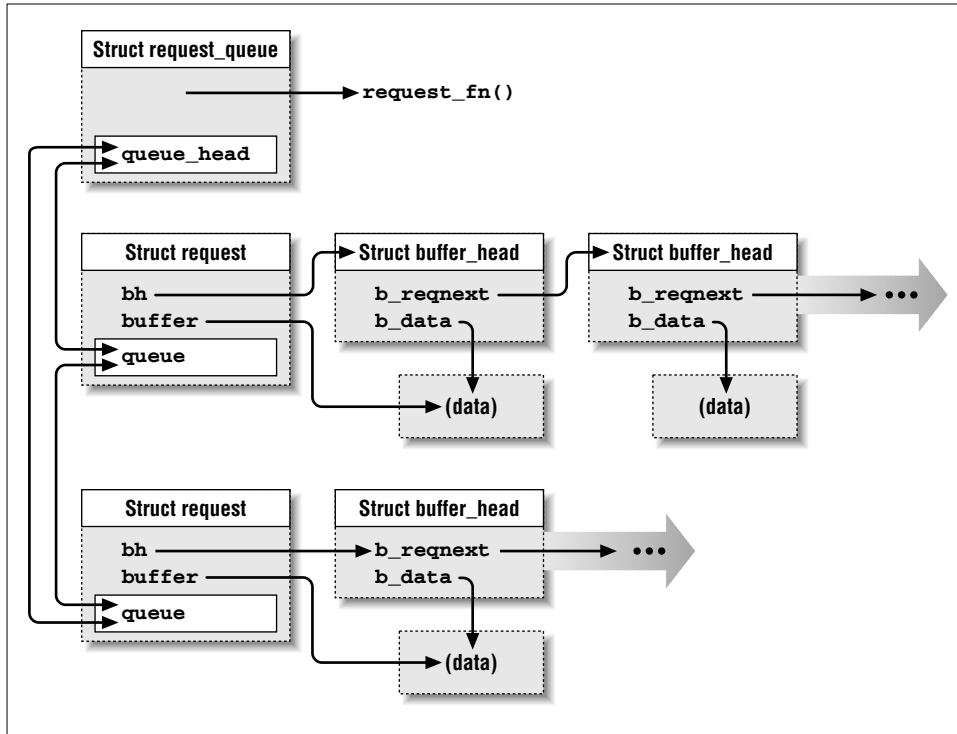 Struct request_queue
request_fn()
queue_head
Struct request
bh
buffer
queue
Struct buffer_head
b_reqnext
b_data
(data)
Struct buffer_head
b_reqnext
•••
b_data
(data)
Struct request
bh
buffer
queue
Struct buffer_head
b_reqnext
•••
b_data
(data)